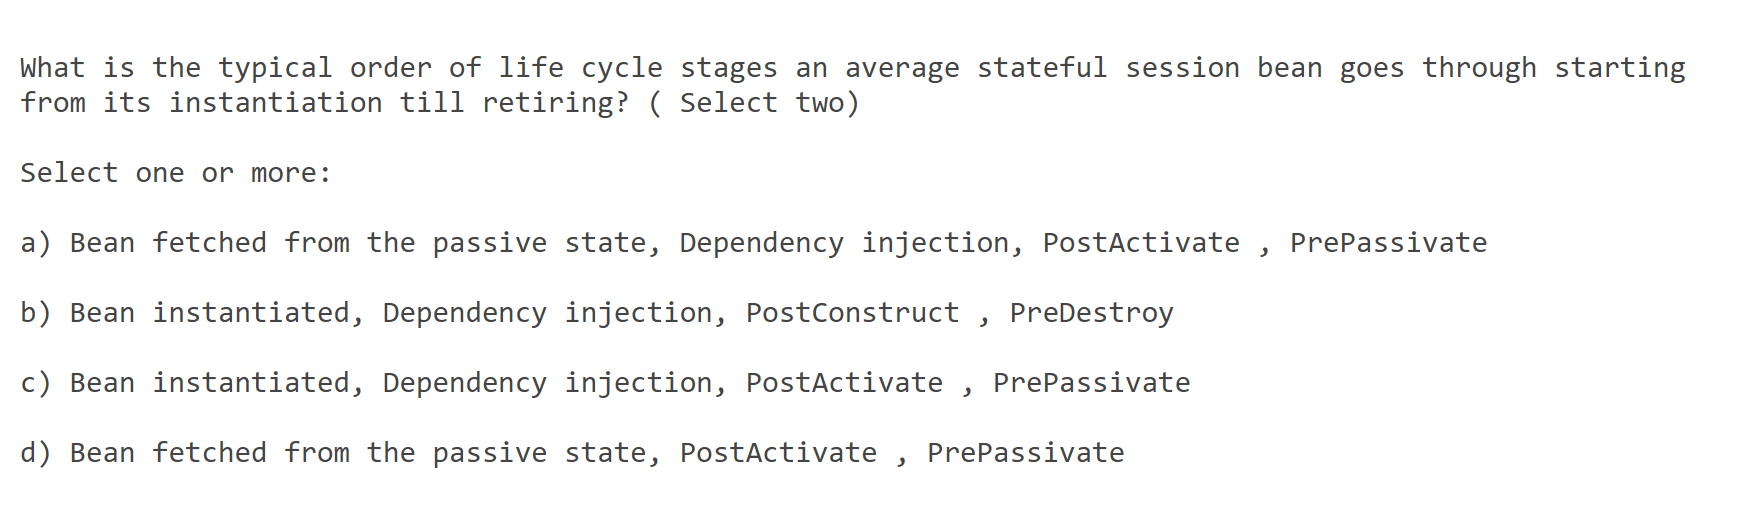 What is the typical order of life cycle stages an average stateful session bean goes through starting
from its instantiation till retiring? ( Select two)
Select one or more:
a) Bean fetched from the passive state, Dependency injection, PostActivate , PrePassivate
b) Bean instantiated, Dependency injection, PostConstruct , PreDestroy
c) Bean instantiated, Dependency injection, PostActivate , PrePassivate
d) Bean fetched from the passive state, PostActivate , PrePassivate